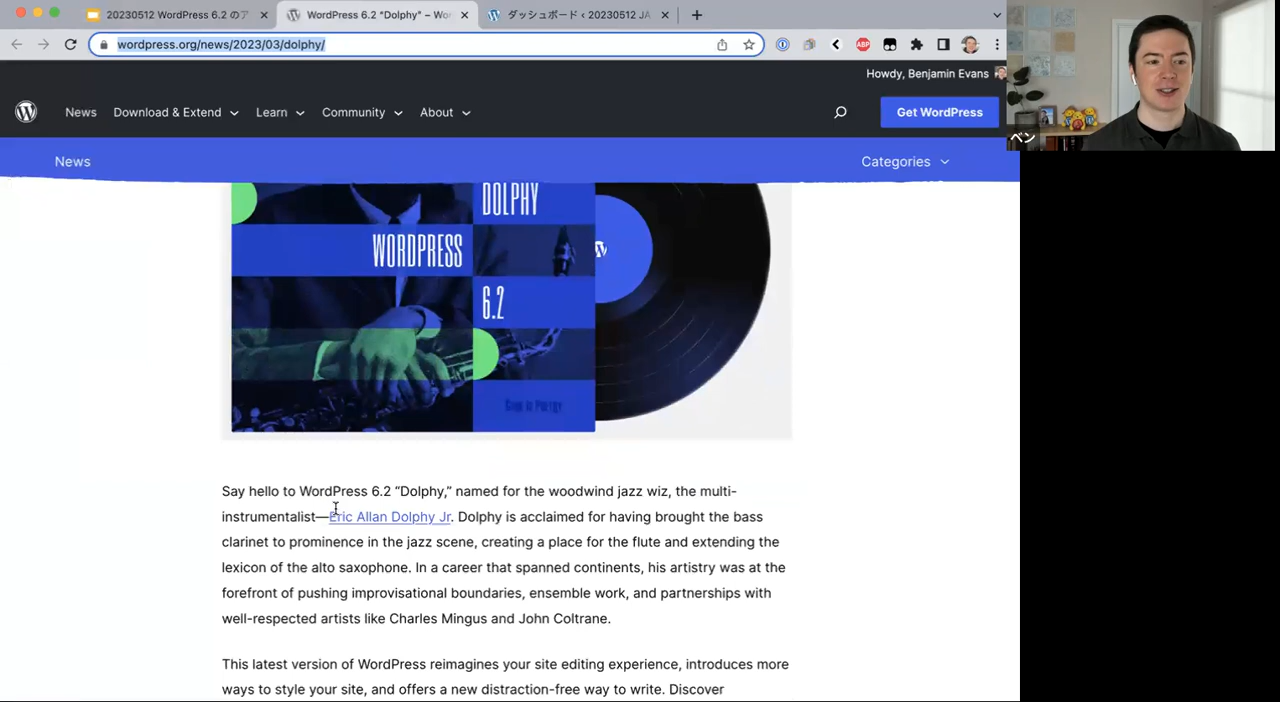 20230512 WordPress 6.2 のア
WordPress 6.2 "Dolphy" – Wo
ダッシュボード ‹ 20230512 JA
wordpress.org/news/2023/03/dolphy/
ABP
Howdy, Benjamin Evans
News
Download & Extend
Learn
Community
About
Get WordPress
ベン
News
Categories
DOLPHY
WORDPRESS
6.2
Say hello to WordPress 6.2 “Dolphy,” named for the woodwind jazz wiz, the multi-
instrumentalist—Eric Allan Dolphy Jr. Dolphy is acclaimed for having brought the bass
clarinet to prominence in the jazz scene, creating a place for the flute and extending the
lexicon of the alto saxophone. In a career that spanned continents, his artistry was at the
forefront of pushing improvisational boundaries, ensemble work, and partnerships with
well-respected artists like Charles Mingus and John Coltrane.
This latest version of WordPress reimagines your site editing experience, introduces more
ways to style your site, and offers a new distraction-free way to write. Discover